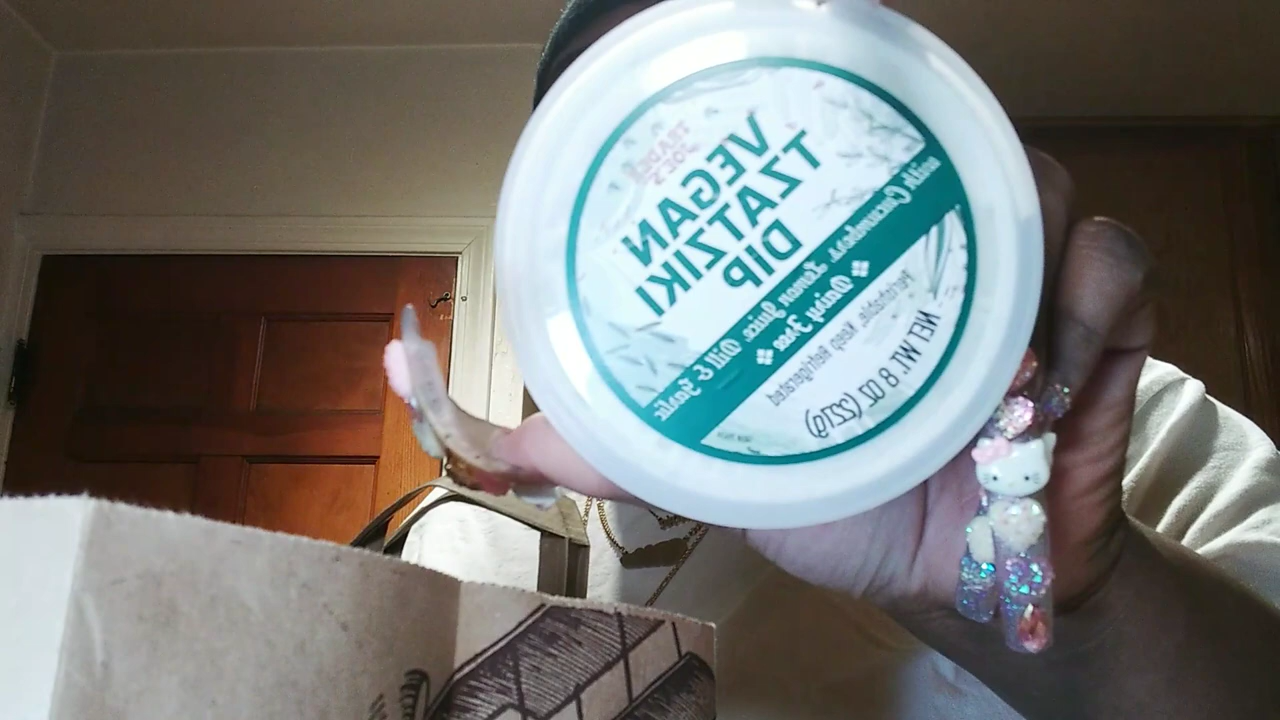 TRADER
JOE'S
VEGAN
TZATZIKI
DIP
with Cucumbers, Lemon Juice, Dill & Garlic
Dairy Free
Perishable, Keep Refrigerated
NET WT. 8 OZ (227g)